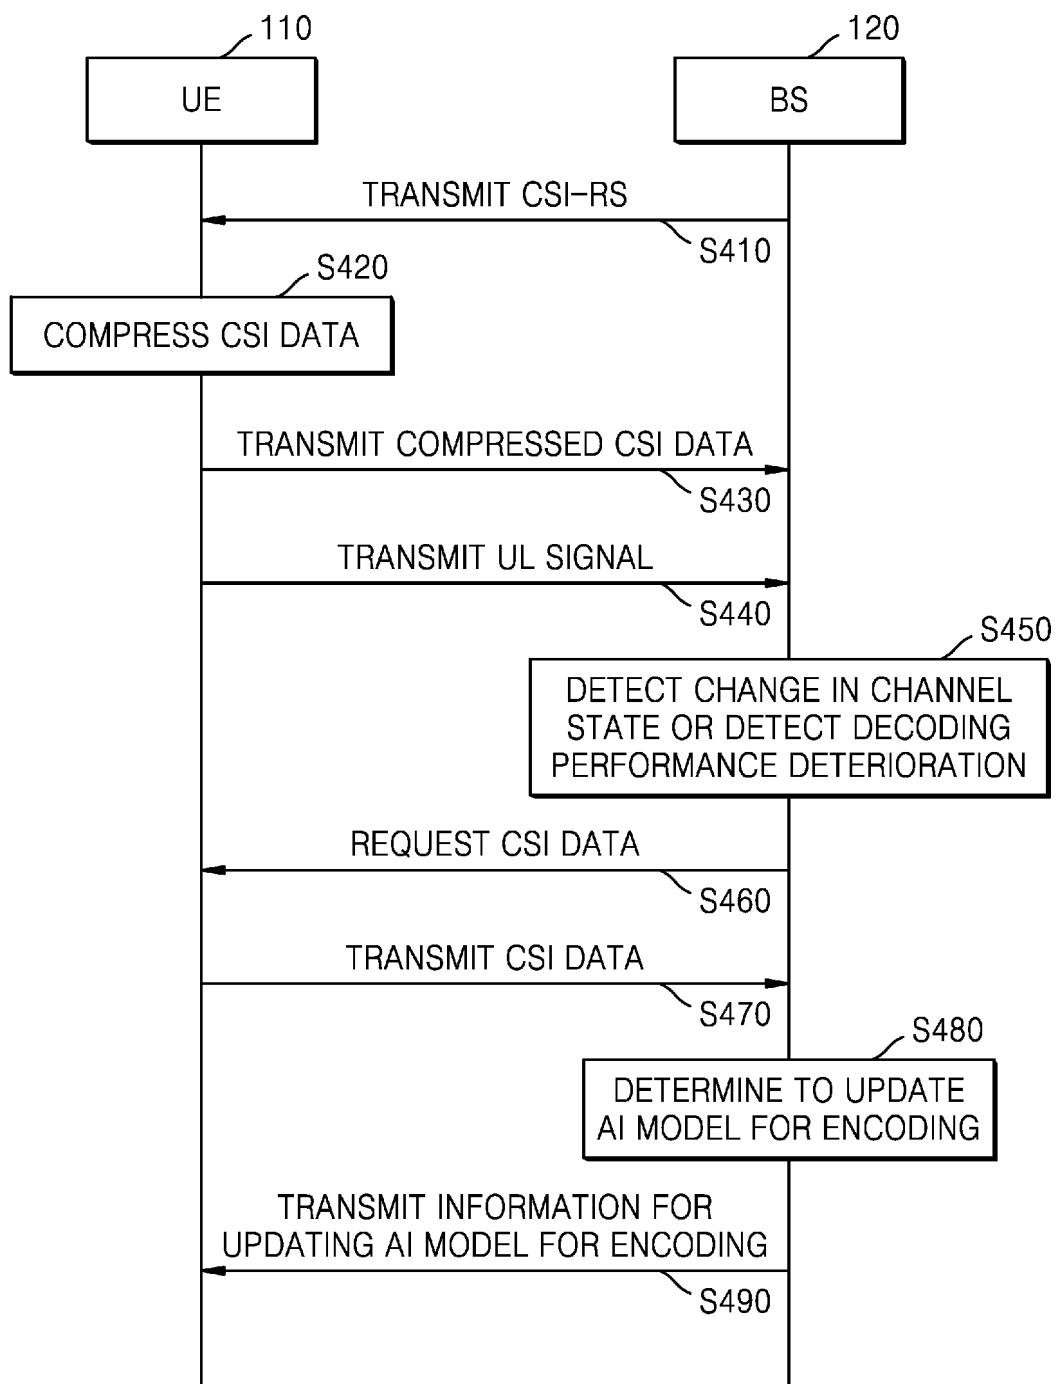 110
120
UE
BS
TRANSMIT CSI-RS
S410
S420
COMPRESS CSI DATA
TRANSMIT COMPRESSED CSI DATA
S430
TRANSMIT UL SIGNAL
S440
S450
DETECT CHANGE IN CHANNEL
STATE OR DETECT DECODING
PERFORMANCE DETERIORATION
REQUEST CSI DATA
S460
TRANSMIT CSI DATA
S470
S480
DETERMINE TO UPDATE
AI MODEL FOR ENCODING
TRANSMIT INFORMATION FOR
UPDATING AI MODEL FOR ENCODING
S490